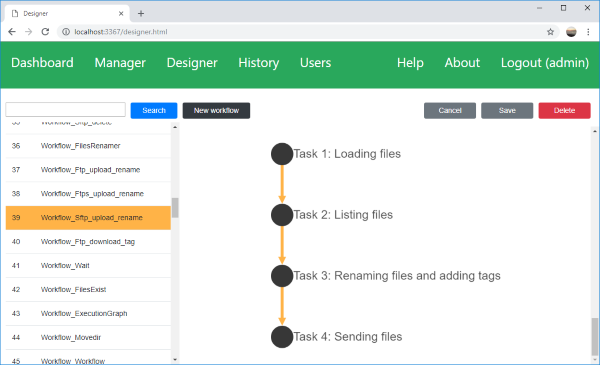 Designer
localhost:3367/designer.html
Dashboard Manager Designer History Users Help About Logout (admin)
Search New workflow Cancel Save Delete
35 Workflow_Sftp_delete
36 Workflow_FilesRenamer
37 Workflow_Ftp_upload_rename
38 Workflow_Ftps_upload_rename
39 Workflow_Sftp_upload_rename
40 Workflow_Ftp_download_tag
41 Workflow_Wait
42 Workflow_FilesExist
43 Workflow_ExecutionGraph
44 Workflow_Movedir
45 Workflow_Workflow
Task 1: Loading files
Task 2: Listing files
Task 3: Renaming files and adding tags
Task 4: Sending files